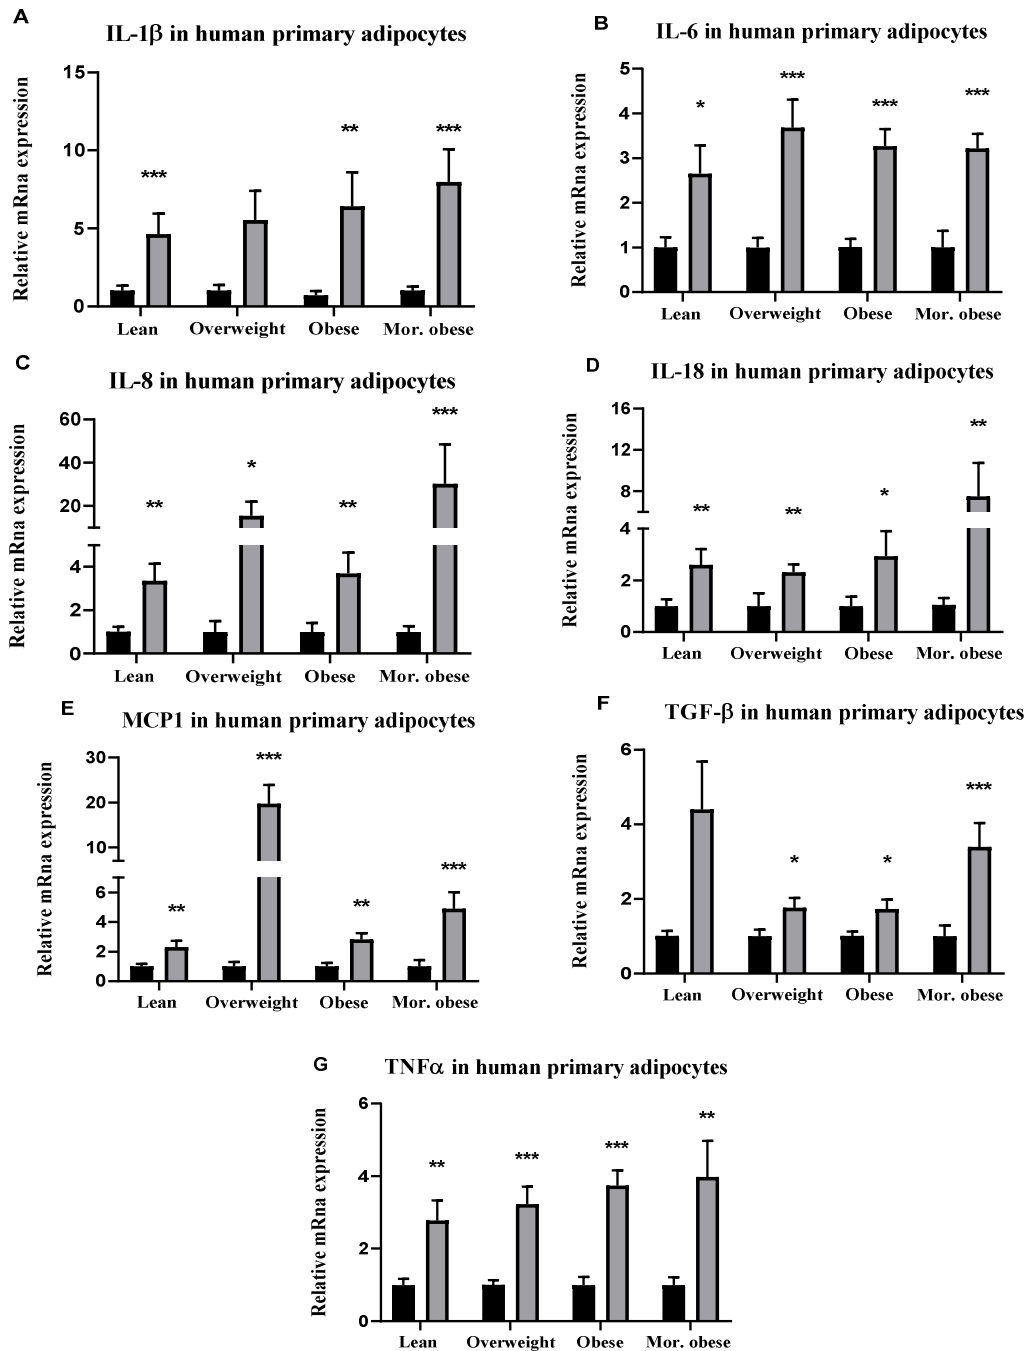 A
IL-1β in human primary adipocytes
Relative mRna expression
15
10
5
0
***
**
***
Lean
Overweight
Obese
Mor. obese
B
IL-6 in human primary adipocytes
Relative mRna expression
5
4
3
2
1
0
*
***
***
***
Lean
Overweight
Obese
Mor. obese
C
IL-8 in human primary adipocytes
Relative mRna expression
60
40
20
4
2
0
**
*
**
***
Lean
Overweight
Obese
Mor. obese
D
IL-18 in human primary adipocytes
Relative mRna expression
16
12
8
4
2
0
**
**
*
**
Lean
Overweight
Obese
Mor. obese
E
MCP1 in human primary adipocytes
Relative mRna expression
30
20
10
6
4
2
0
**
***
**
***
Lean
Overweight
Obese
Mor. obese
F
TGF-β in human primary adipocytes
Relative mRna expression
6
4
2
0
*
*
***
Lean
Overweight
Obese
Mor. obese
G
TNFα in human primary adipocytes
Relative mRna expression
6
4
2
0
**
***
***
**
Lean
Overweight
Obese
Mor. obese